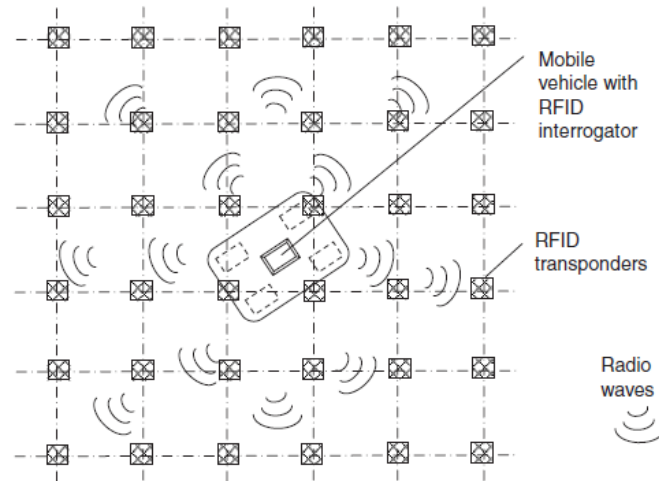 Mobile
vehicle with
RFID
interrogator
RFID
transponders
Radio
waves